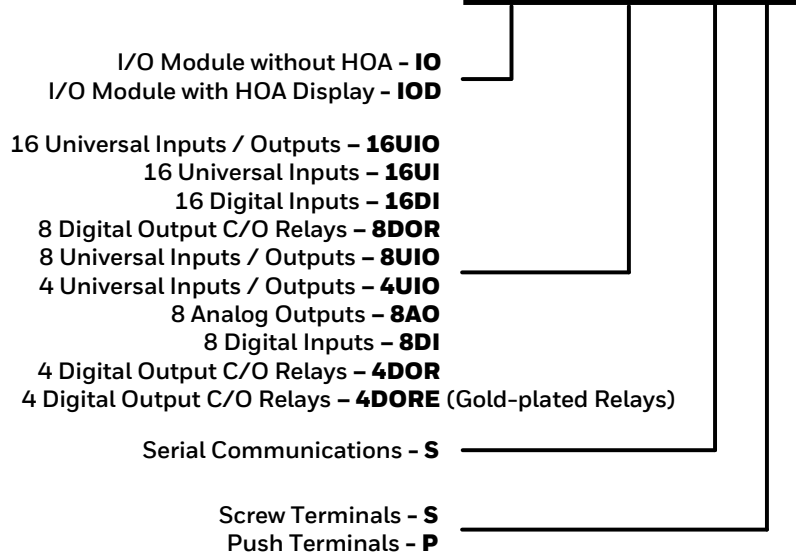 I/O Module without HOA - IO
I/O Module with HOA Display - IOD
16 Universal Inputs / Outputs – 16UIO
16 Universal Inputs - 16UI
16 Digital Inputs - 16DI
8 Digital Output C/O Relays – 8DOR
8 Universal Inputs / Outputs – 8UIO
4 Universal Inputs / Outputs – 4UIO
8 Analog Outputs – 8AO
8 Digital Inputs – 8DI
4 Digital Output C/O Relays – 4DOR
4 Digital Output C/O Relays – 4DORE (Gold-plated Relays)
Serial Communications - S
Screw Terminals - S
Push Terminals - P